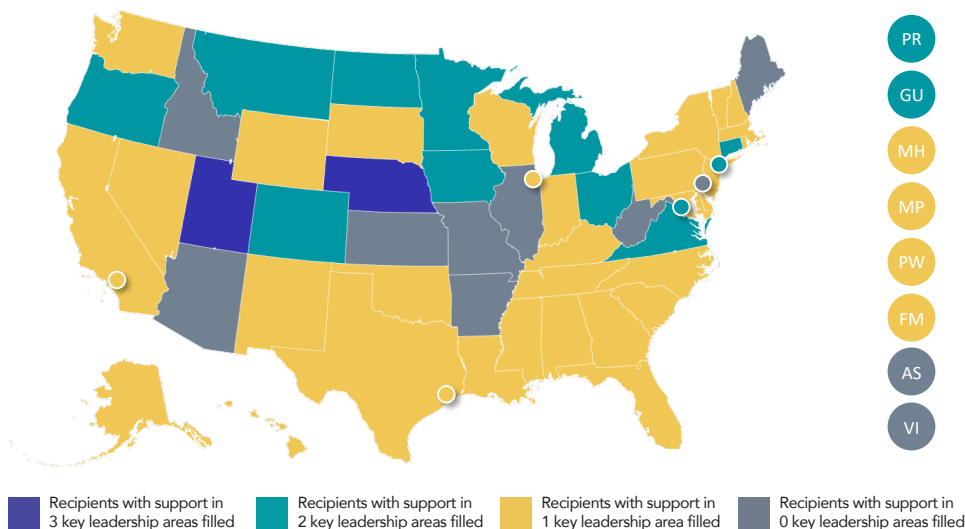 PR
GU
MH
MP
PW
FM
AS
VI
Recipients with support in
3 key leadership areas filled
Recipients with support in
2 key leadership areas filled
Recipients with support in
1 key leadership areas filled
Recipients with support in
0 key leadership areas filled